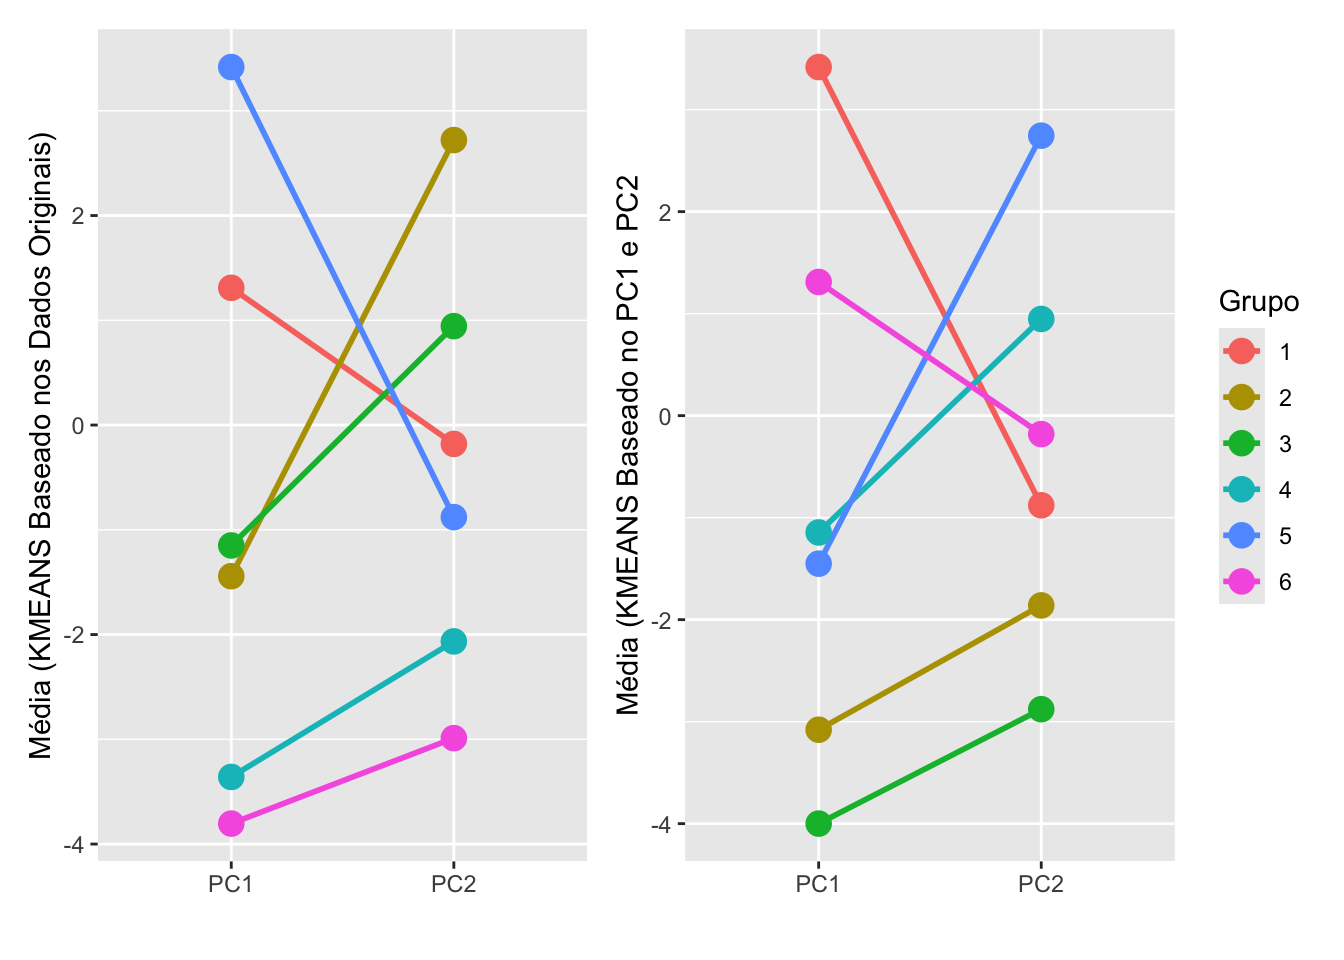 Média (KMEANS Baseado nos Dados Originais)
2
0
-2
-4
PC1
PC2
Média (KMEANS Baseado no PC1 e PC2
2
0
-2
-4
PC1
PC2
Grupo
1
2
3
4
5
6